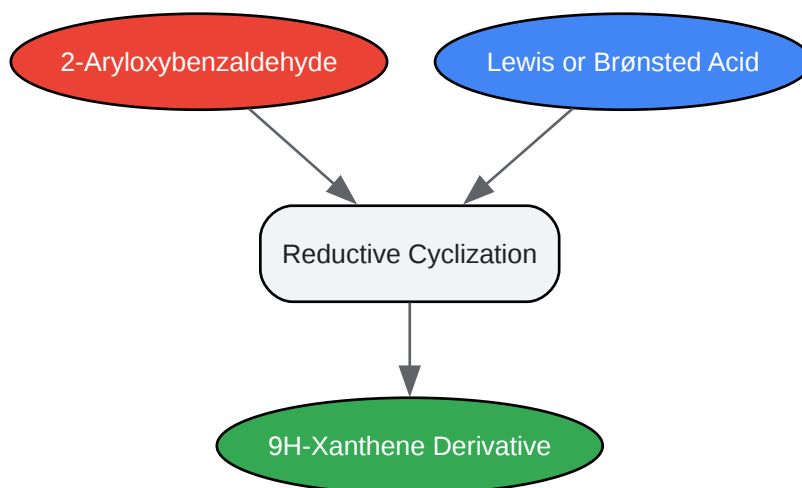 2-Aryloxybenzaldehyde
Lewis or Brønsted Acid
Reductive Cyclization
9H-Xanthene Derivative